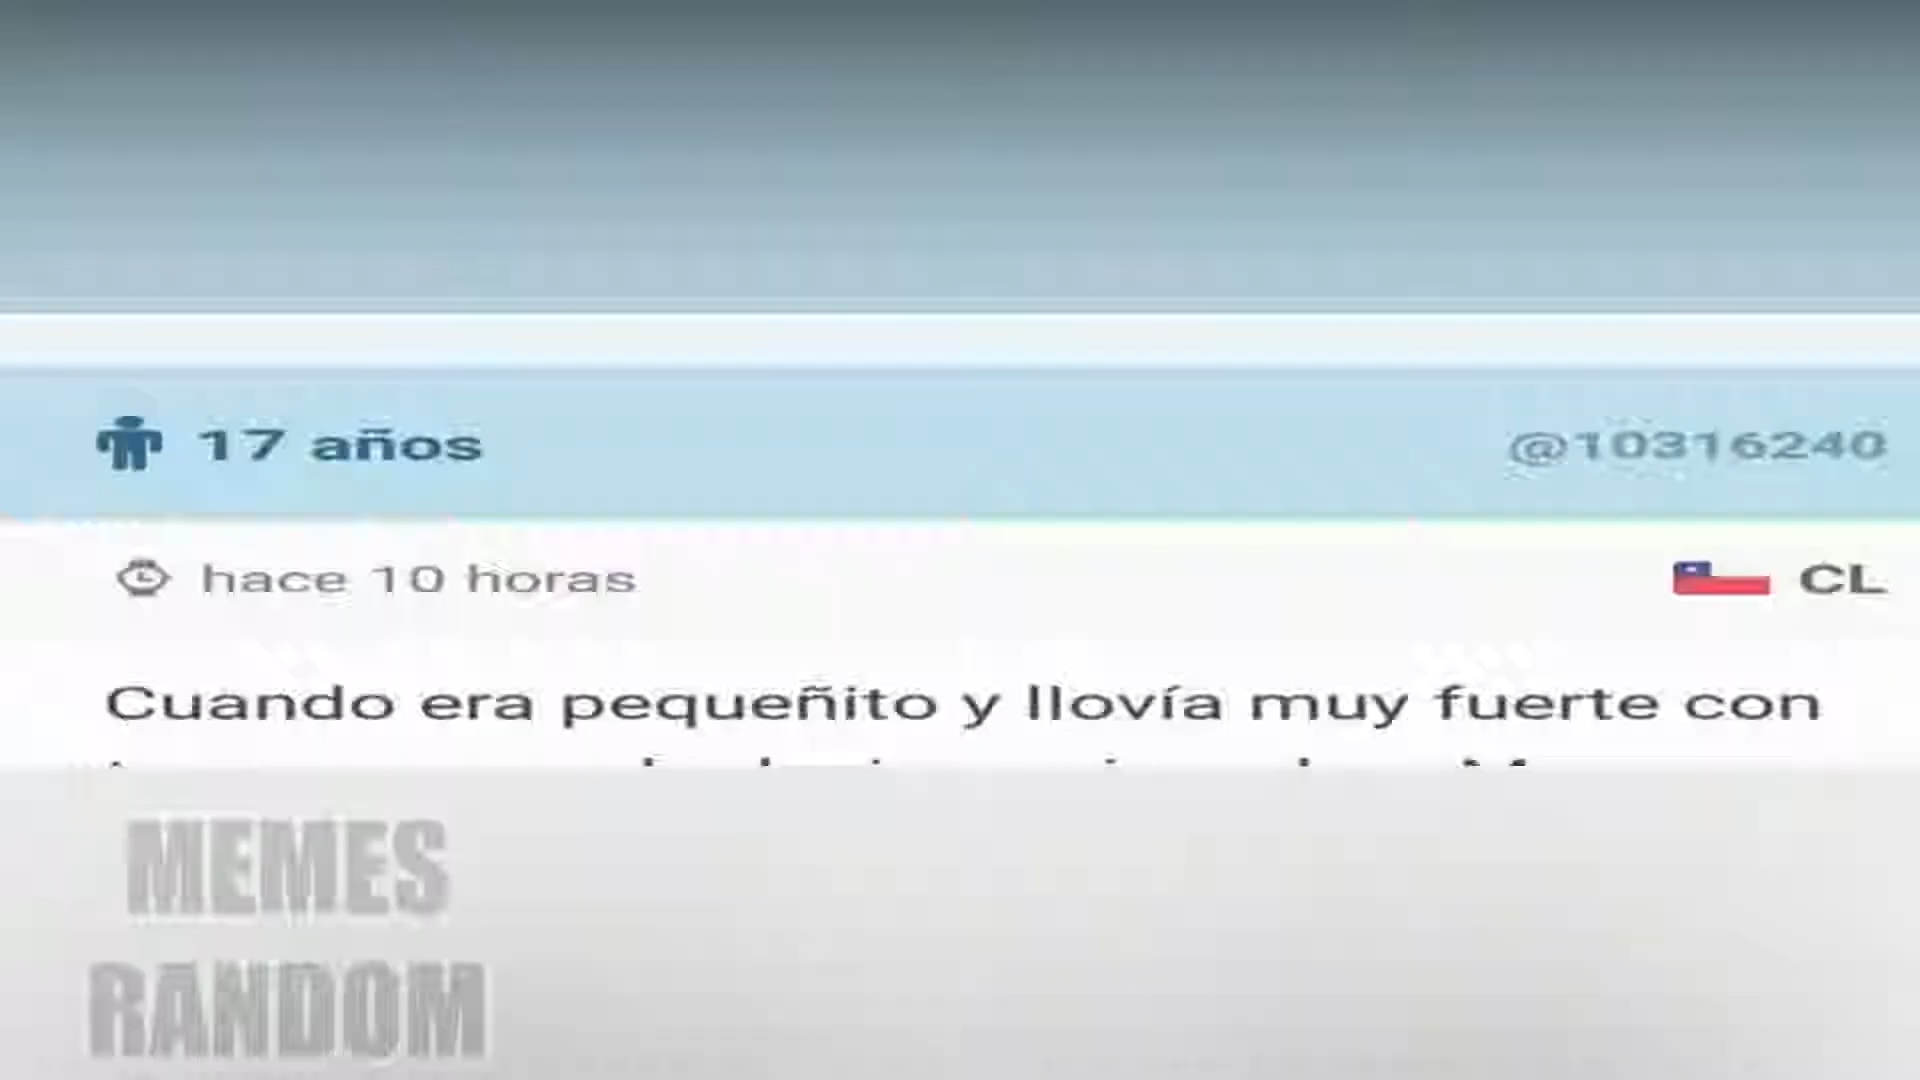 17 años
@10316240
hace 10 horas
CL
Cuando era pequeñito y llovía muy fuerte con
MEMES
RANDOM